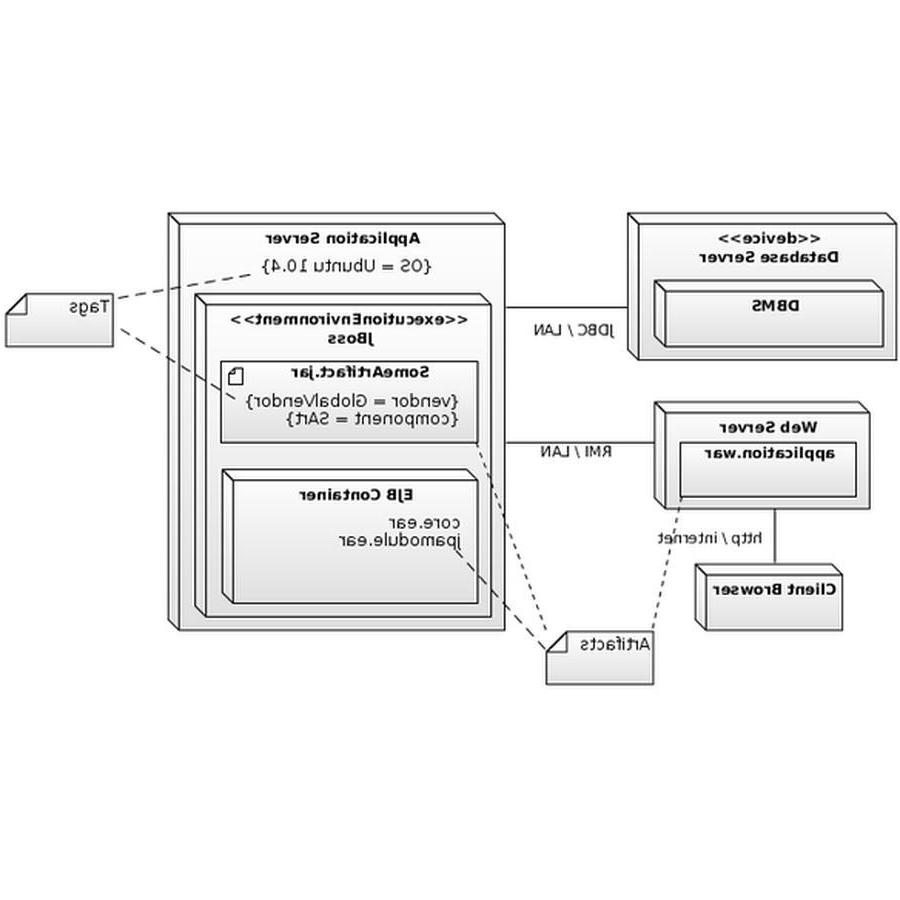 Application Server
{OS = Ubuntu 10.4}
<<device>>
Database Server
DBMS
Tags
<<executionEnvironment>>
JBoss
JDBC / LAN
SomeArtifact.jar
{vendor = GlobalVendor}
{component = SArt}
Web Server
application.war
RMI / LAN
EJB Container
core.ear
jpamodule.ear
http / internet
Client Browser
Artifacts